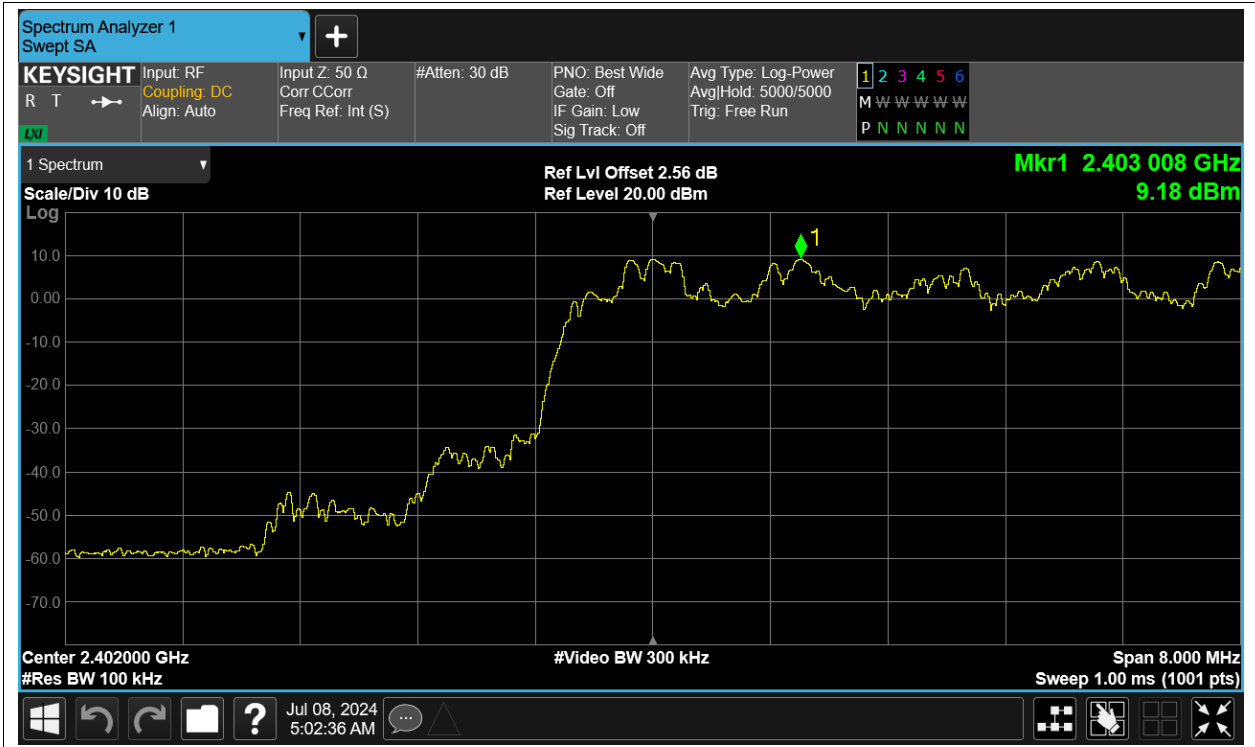 Spectrum Analyzer 1
Swept SA
+
KEYSIGHT
R T
LXI
Input: RF
Coupling: DC
Align: Auto
Input Z: 50 Ω
Corr CCorr
Freq Ref: Int (S)
#Atten: 30 dB
PNO: Best Wide
Gate: Off
IF Gain: Low
Sig Track: Off
Avg Type: Log-Power
Avg|Hold: 5000/5000
Trig: Free Run
1 2 3 4 5 6
M W W W W W
P N N N N N
1 Spectrum
Scale/Div 10 dB
Log
Ref Lvl Offset 2.56 dB
Ref Level 20.00 dBm
Mkr1 2.403 008 GHz
9.18 dBm
1
10.0
0.00
-10.0
-20.0
-30.0
-40.0
-50.0
-60.0
-70.0
Center 2.402000 GHz
#Res BW 100 kHz
#Video BW 300 kHz
Span 8.000 MHz
Sweep 1.00 ms (1001 pts)
?
Jul 08, 2024
5:02:36 AM